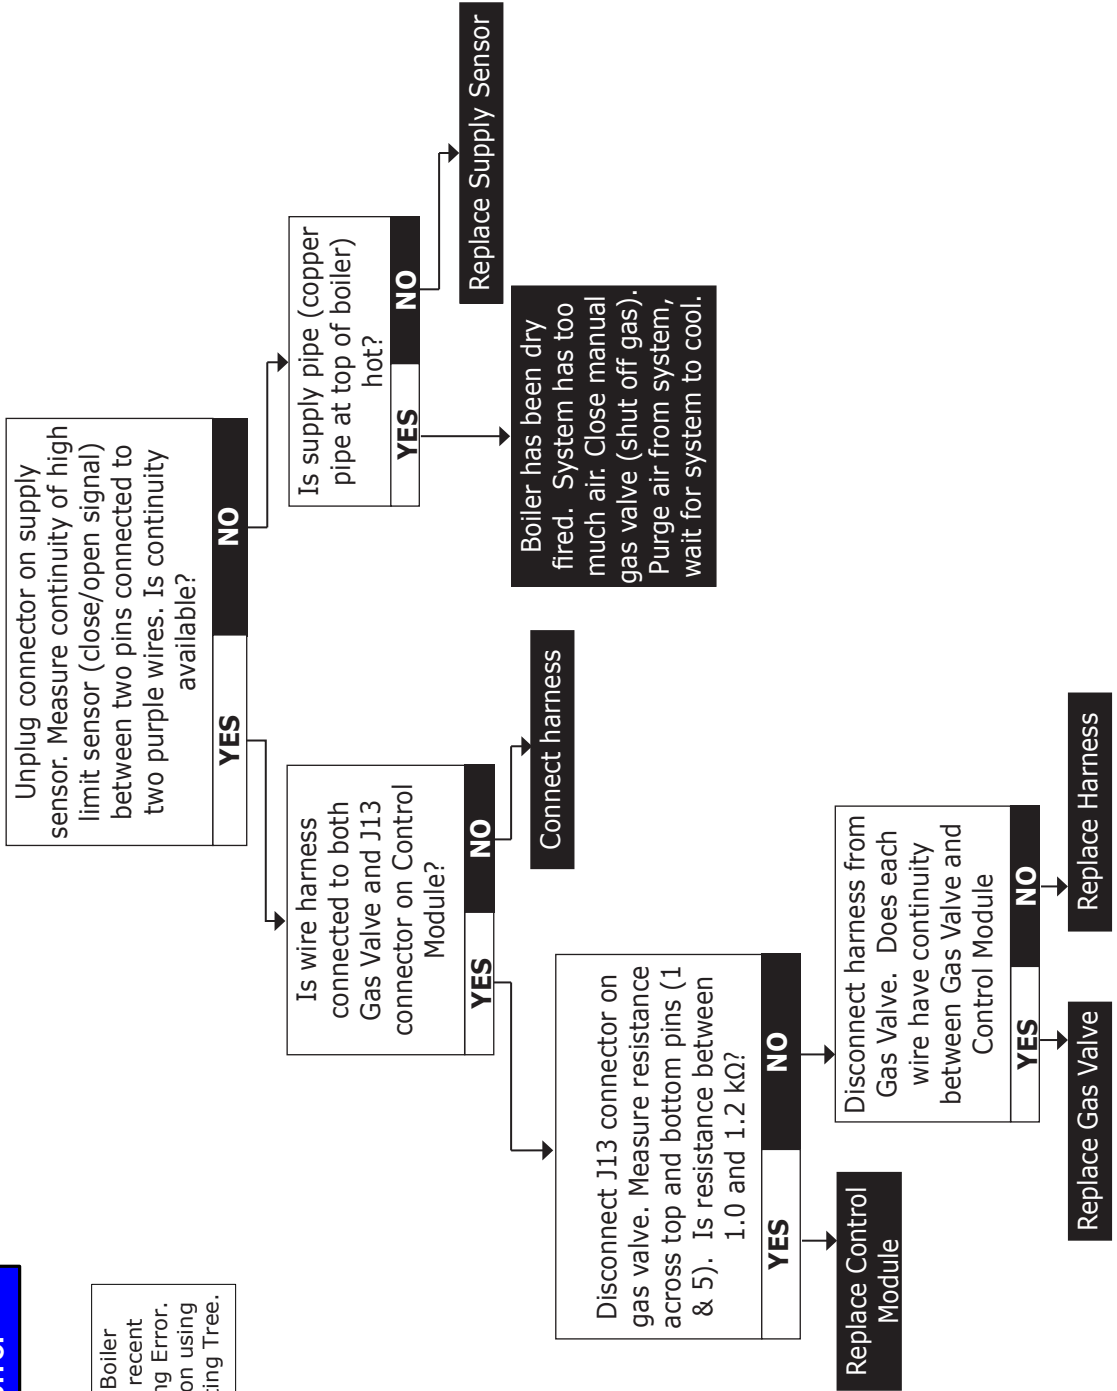 Unplug connector on supply
sensor. Measure continuity of high
limit sensor (close/open signal)
between two pins connected to
two purple wires. Is continuity
available?
YES
NO
Is supply pipe (copper
pipe at top of boiler)
hot?
YES
NO
Replace Supply Sensor
Boiler has been dry
fired. System has too
much air. Close manual
gas valve (shut off gas).
Purge air from system,
wait for system to cool.
Is wire harness
connected to both
Gas Valve and J13
connector on Control
Module?
YES
NO
Connect harness
Disconnect J13 connector on
gas valve. Measure resistance
across top and bottom pins (1
& 5). Is resistance between
1.0 and 1.2 kΩ?
YES
NO
Replace Control
Module
Disconnect harness from
Gas Valve. Does each
wire have continuity
between Gas Valve and
Control Module
YES
NO
Replace Gas Valve
Replace Harness
Boiler
recent
Error.
using
Tree.